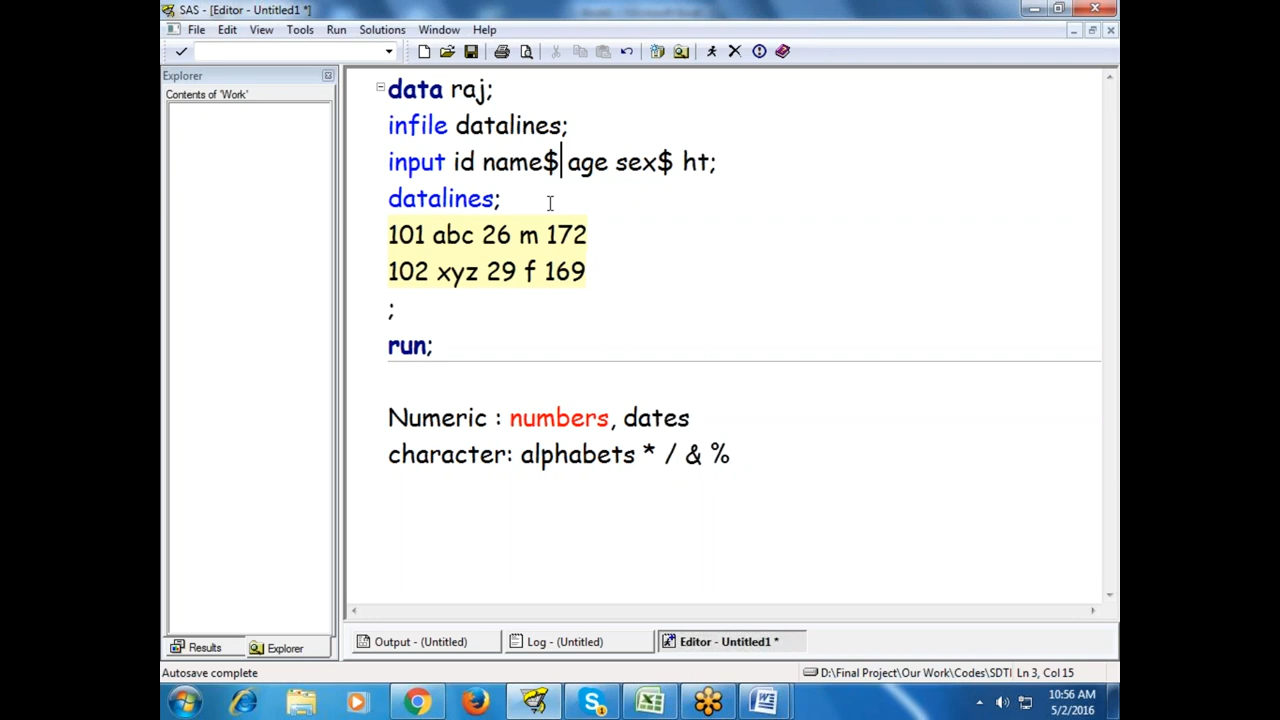 SAS - [Editor - Untitled1 *]
File Edit View Tools Run Solutions Window Help
Explorer
Contents of 'Work'
data raj;
infile datalines;
input id name$ age sex$ ht;
datalines;
101 abc 26 m 172
102 xyz 29 f 169
;
run;
Numeric : numbers, dates
character: alphabets * / & %
Results Explorer
Output - (Untitled) Log - (Untitled) Editor - Untitled1 *
Autosave complete D:\Final Project\Our Work\Codes\SDTI Ln 3, Col 15
10:56 AM
5/2/2016